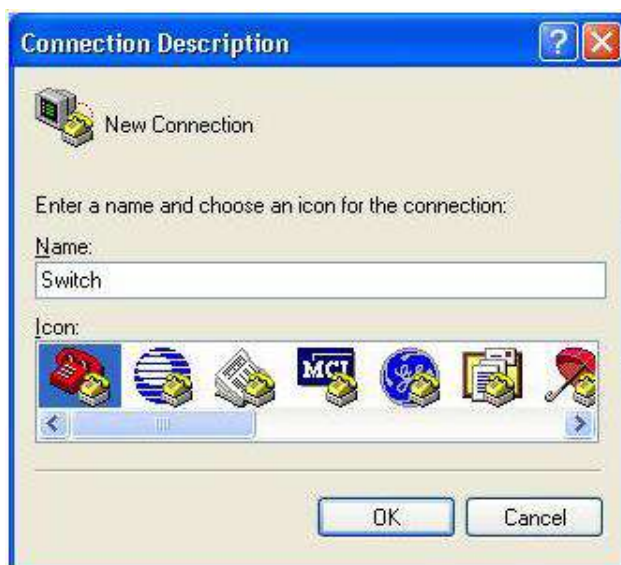 Connection Description
New Connection
Enter a name and choose an icon for the connection:
Name:
Switch
Icon:
MCI
OK Cancel